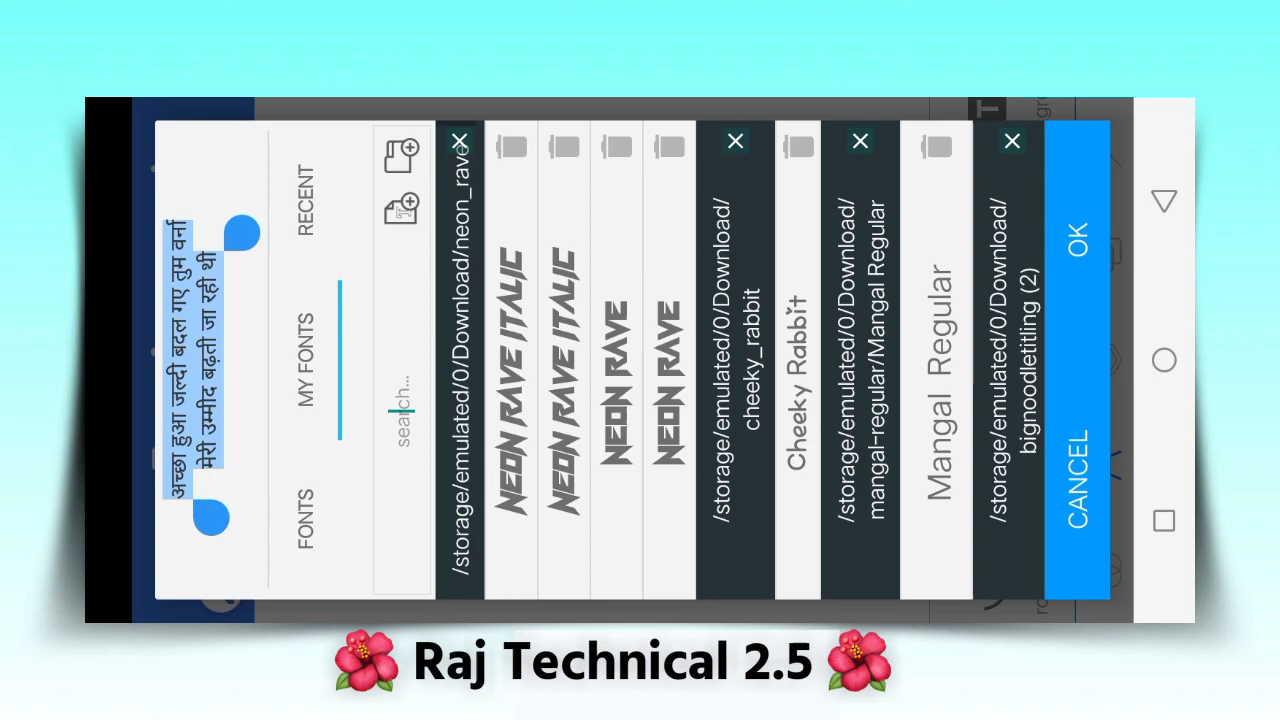 अच्छा हुआ जल्दी बदल गए तुम वर्ना
मेरी उम्मीद बढ़ती जा रही थी
FONTS
MY FONTS
RECENT
search...
/storage/emulated/0/Download/neon_rave
NEON RAVE ITALIC
NEON RAVE ITALIC
NEON RAVE
NEON RAVE
/storage/emulated/0/Download/
cheeky_rabbit
Cheeky Rabbit
/storage/emulated/0/Download/
mangal-regular/Mangal Regular
Mangal Regular
/storage/emulated/0/Download/
bignoodletitling (2)
CANCEL
OK
Raj Technical 2.5